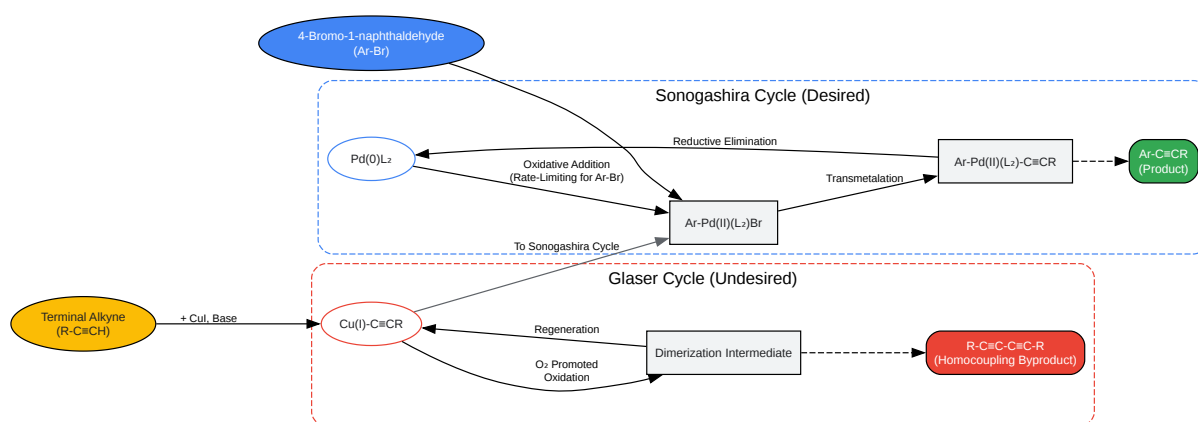 4-Bromo-1-naphthaldehyde
(Ar-Br)
Sonogashira Cycle (Desired)
Pd(0)L₂
Reductive Elimination
Oxidative Addition
(Rate-Limiting for Ar-Br)
Ar-Pd(II)(L₂)-C≡CR
Ar-C≡CR
(Product)
Transmetalation
Ar-Pd(II)(L₂)Br
To Sonogashira Cycle
Glaser Cycle (Undesired)
Terminal Alkyne
(R-C≡CH)
+ CuI, Base
Cu(I)-C≡CR
Regeneration
Dimerization Intermediate
R-C≡C-C≡C-R
(Homocoupling Byproduct)
O₂ Promoted
Oxidation